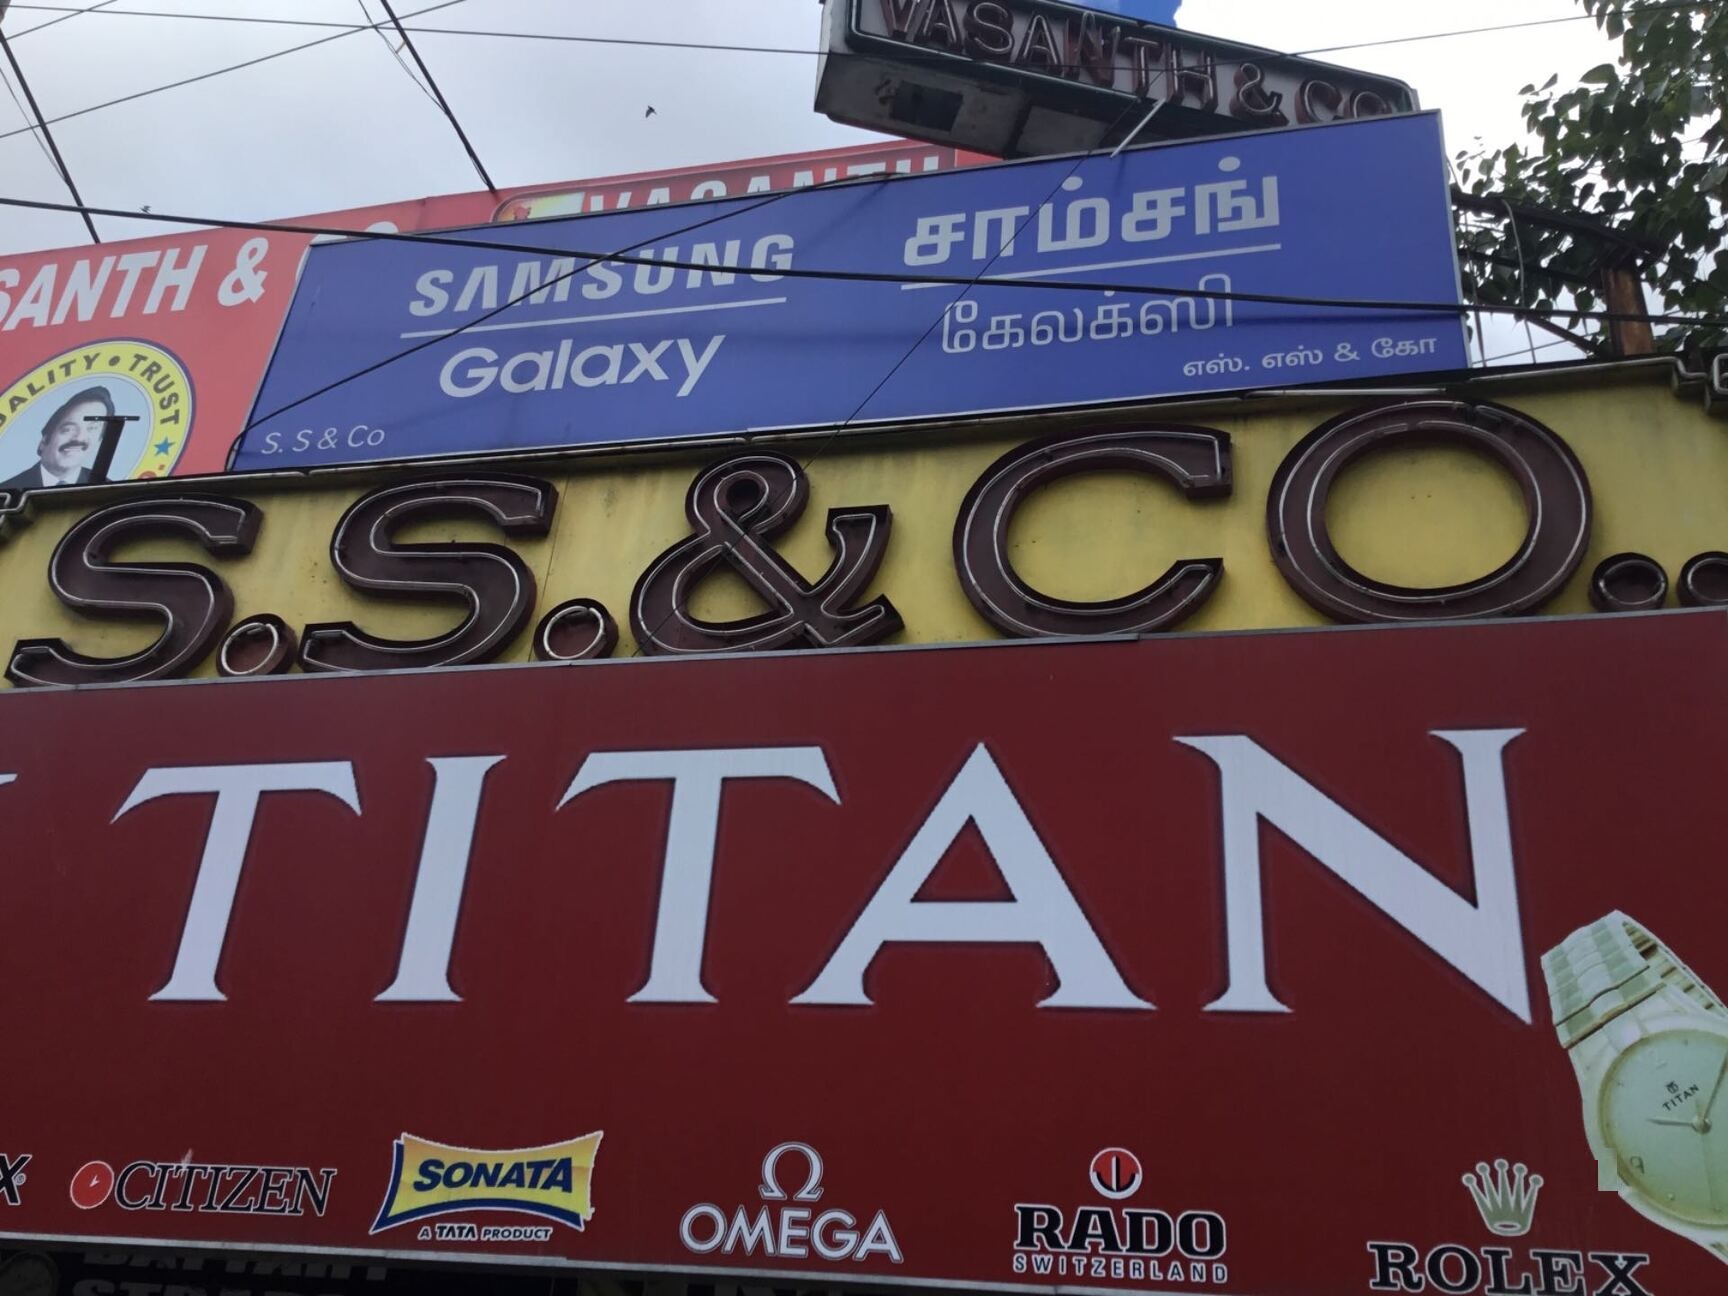 VASANTH & CO
VASANTH
SANTH &
QUALITY • TRUST
SAMSUNG
Galaxy
S. S & Co
சாம்சங்
கேலக்ஸி
எஸ். எஸ் & கோ
S.S.& CO..
TITAN
TITAN
CITIZEN
SONATA
A TATA PRODUCT
OMEGA
RADO
SWITZERLAND
ROLEX